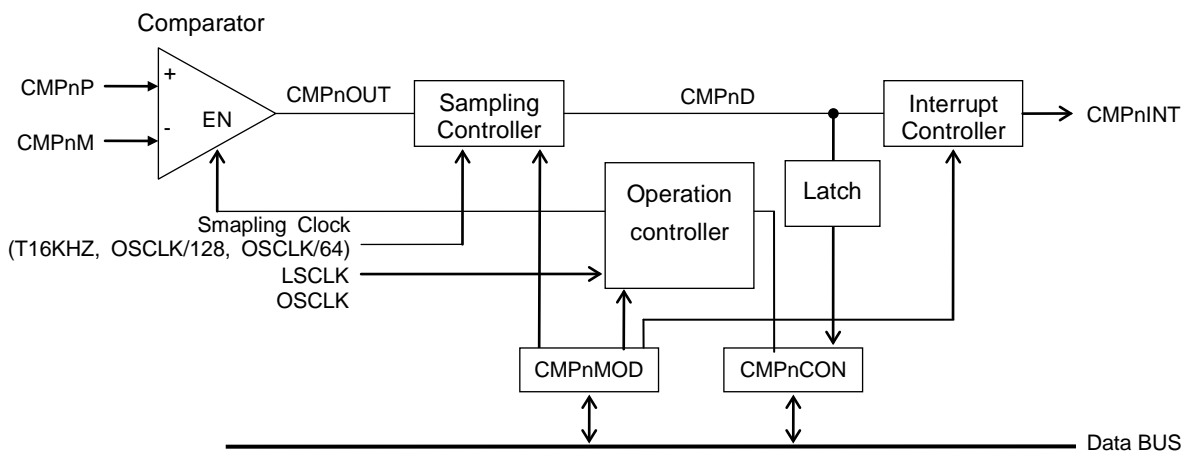 Comparator
CMPnP
+
CMPnM
-
EN
CMPnOUT
Sampling
Controller
CMPnD
Interrupt
Controller
CMPnINT
Latch
Operation
controller
Smapling Clock
(T16KHZ, OSCLK/128, OSCLK/64)
LSCLK
OSCLK
CMPnMOD
CMPnCON
Data BUS